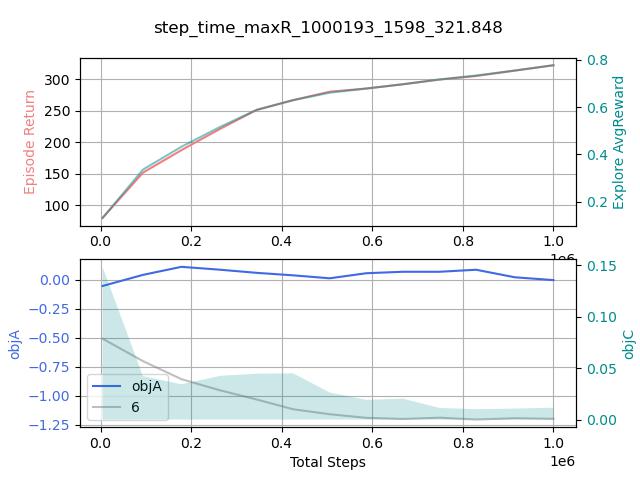 step_time_maxR_1000193_1598_321.848
300
250
200
150
100
Episode Return
0.8
0.6
0.4
0.2
Explore AvgReward
0.0 0.2 0.4 0.6 0.8 1.0
1e6
0.00
−0.25
−0.50
−0.75
−1.00
−1.25
objA
objA
6
0.15
0.10
0.05
0.00
objC
0.0 0.2 0.4 0.6 0.8 1.0
Total Steps
1e6